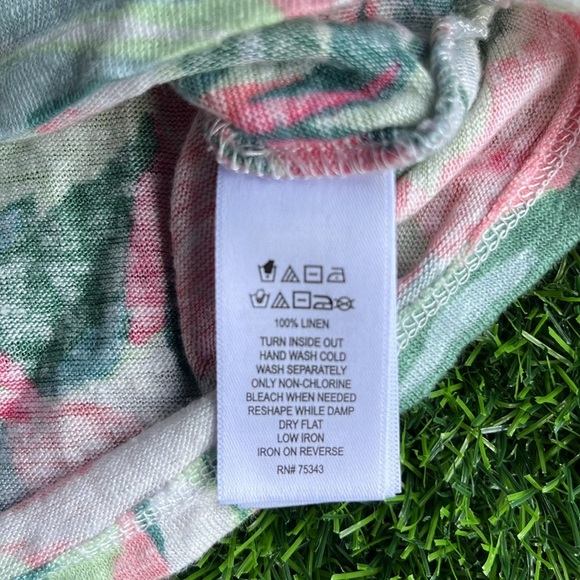 100% LINEN
TURN INSIDE OUT
HAND WASH COLD
WASH SEPARATELY
ONLY NON-CHLORINE
BLEACH WHEN NEEDED
RESHAPE WHILE DAMP
DRY FLAT
LOW IRON
IRON ON REVERSE
RN# 75343